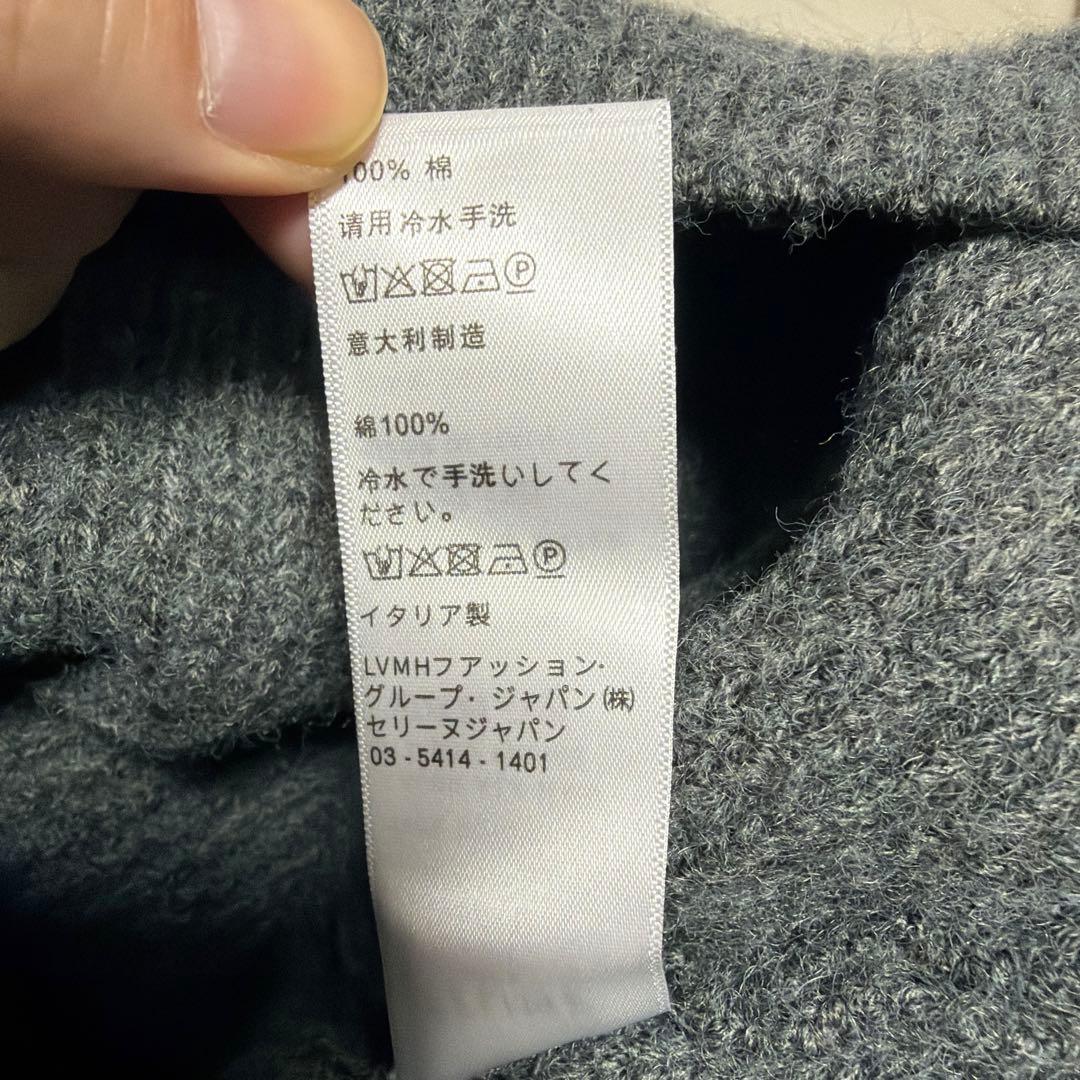 100% 棉
请用冷水手洗
P
意大利制造
綿100%
冷水で手洗いしてく
ださい。
P
イタリア製
LVMHファッション·
グループ· ジャパン(株)
セリーヌジャパン
03 - 5414 - 1401